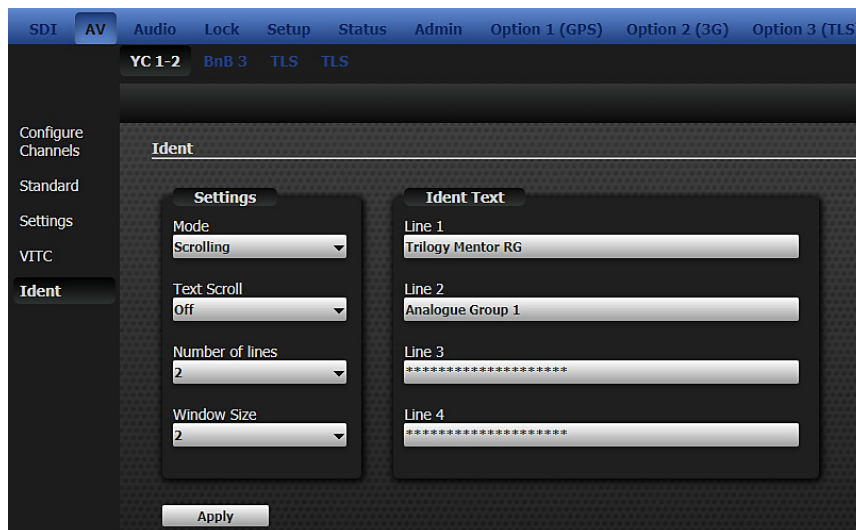 SDI AV Audio Lock Setup Status Admin Option 1 (GPS) Option 2 (3G) Option 3 (TLS
YC 1-2 BnB 3 TLS TLS
Configure
Channels
Standard
Settings
VITC
Ident
Ident
Settings
Mode
Scrolling
Text Scroll
Off
Number of lines
2
Window Size
2
Ident Text
Line 1
Trilogy Mentor RG
Line 2
Analogue Group 1
Line 3
********************
Line 4
********************
Apply